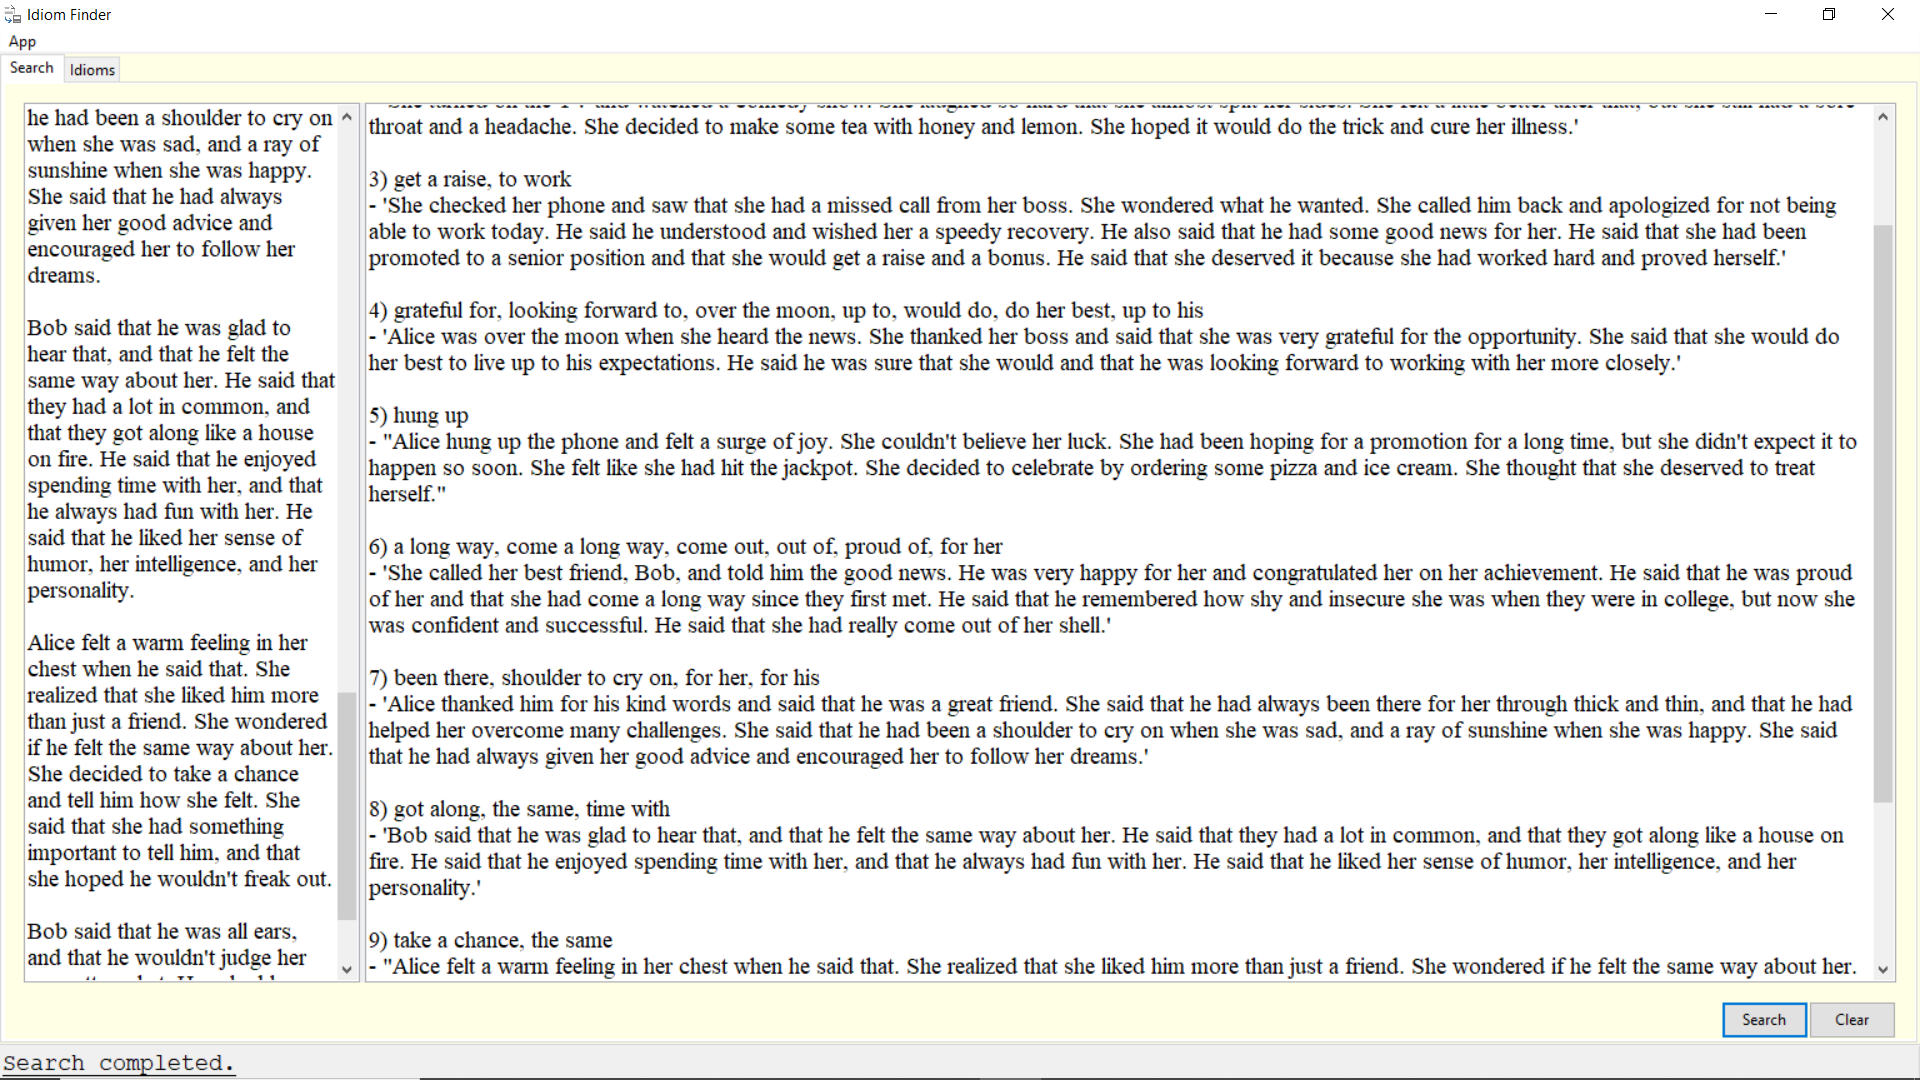 Idiom Finder
App
Search
Idioms
he had been a shoulder to cry on
when she was sad, and a ray of
sunshine when she was happy.
She said that he had always
given her good advice and
encouraged her to follow her
dreams.
Bob said that he was glad to
hear that, and that he felt the
same way about her. He said that
they had a lot in common, and
that they got along like a house
on fire. He said that he enjoyed
spending time with her, and that
he always had fun with her. He
said that he liked her sense of
humor, her intelligence, and her
personality.
Alice felt a warm feeling in her
chest when he said that. She
realized that she liked him more
than just a friend. She wondered
if he felt the same way about her.
She decided to take a chance
and tell him how she felt. She
said that she had something
important to tell him, and that
she hoped he wouldn't freak out.
Bob said that he was all ears,
and that he wouldn't judge her
throat and a headache. She decided to make some tea with honey and lemon. She hoped it would do the trick and cure her illness.'
3) get a raise, to work
- 'She checked her phone and saw that she had a missed call from her boss. She wondered what he wanted. She called him back and apologized for not being
able to work today. He said he understood and wished her a speedy recovery. He also said that he had some good news for her. He said that she had been
promoted to a senior position and that she would get a raise and a bonus. He said that she deserved it because she had worked hard and proved herself.'
4) grateful for, looking forward to, over the moon, up to, would do, do her best, up to his
- 'Alice was over the moon when she heard the news. She thanked her boss and said that she was very grateful for the opportunity. She said that she would do
her best to live up to his expectations. He said he was sure that she would and that he was looking forward to working with her more closely.'
5) hung up
- "Alice hung up the phone and felt a surge of joy. She couldn't believe her luck. She had been hoping for a promotion for a long time, but she didn't expect it to
happen so soon. She felt like she had hit the jackpot. She decided to celebrate by ordering some pizza and ice cream. She thought that she deserved to treat
herself."
6) a long way, come a long way, come out, out of, proud of, for her
- 'She called her best friend, Bob, and told him the good news. He was very happy for her and congratulated her on her achievement. He said that he was proud
of her and that she had come a long way since they first met. He said that he remembered how shy and insecure she was when they were in college, but now she
was confident and successful. He said that she had really come out of her shell.'
7) been there, shoulder to cry on, for her, for his
- 'Alice thanked him for his kind words and said that he was a great friend. She said that he had always been there for her through thick and thin, and that he had
helped her overcome many challenges. She said that he had been a shoulder to cry on when she was sad, and a ray of sunshine when she was happy. She said
that he had always given her good advice and encouraged her to follow her dreams.'
8) got along, the same, time with
- 'Bob said that he was glad to hear that, and that he felt the same way about her. He said that they had a lot in common, and that they got along like a house on
fire. He said that he enjoyed spending time with her, and that he always had fun with her. He said that he liked her sense of humor, her intelligence, and her
personality.'
9) take a chance, the same
- "Alice felt a warm feeling in her chest when he said that. She realized that she liked him more than just a friend. She wondered if he felt the same way about her.
Search
Clear
Search completed.